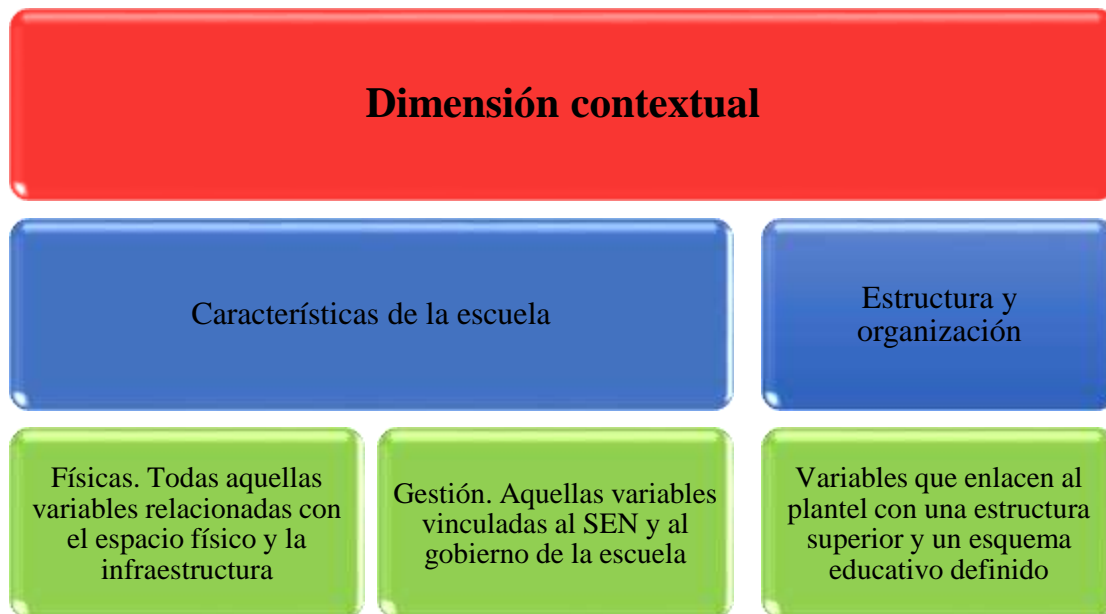 Dimensión contextual
Características de la escuela
Estructura y
organización
Físicas. Todas aquellas
variables relacionadas con
el espacio físico y la
infraestructura
Gestión. Aquellas variables
vinculadas al SEN y al
gobierno de la escuela
Variables que enlacen al
plantel con una estructura
superior y un esquema
educativo definido